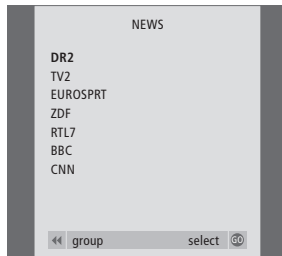 NEWS
DR2
TV2
EUROSPRT
ZDF
RTL7
BBC
CNN
group select GO